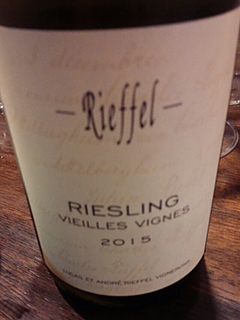 – Rieffel –
RIESLING
VIEILLES VIGNES
2015
LUCAS ET ANDRÉ RIEFFEL VIGNERONS